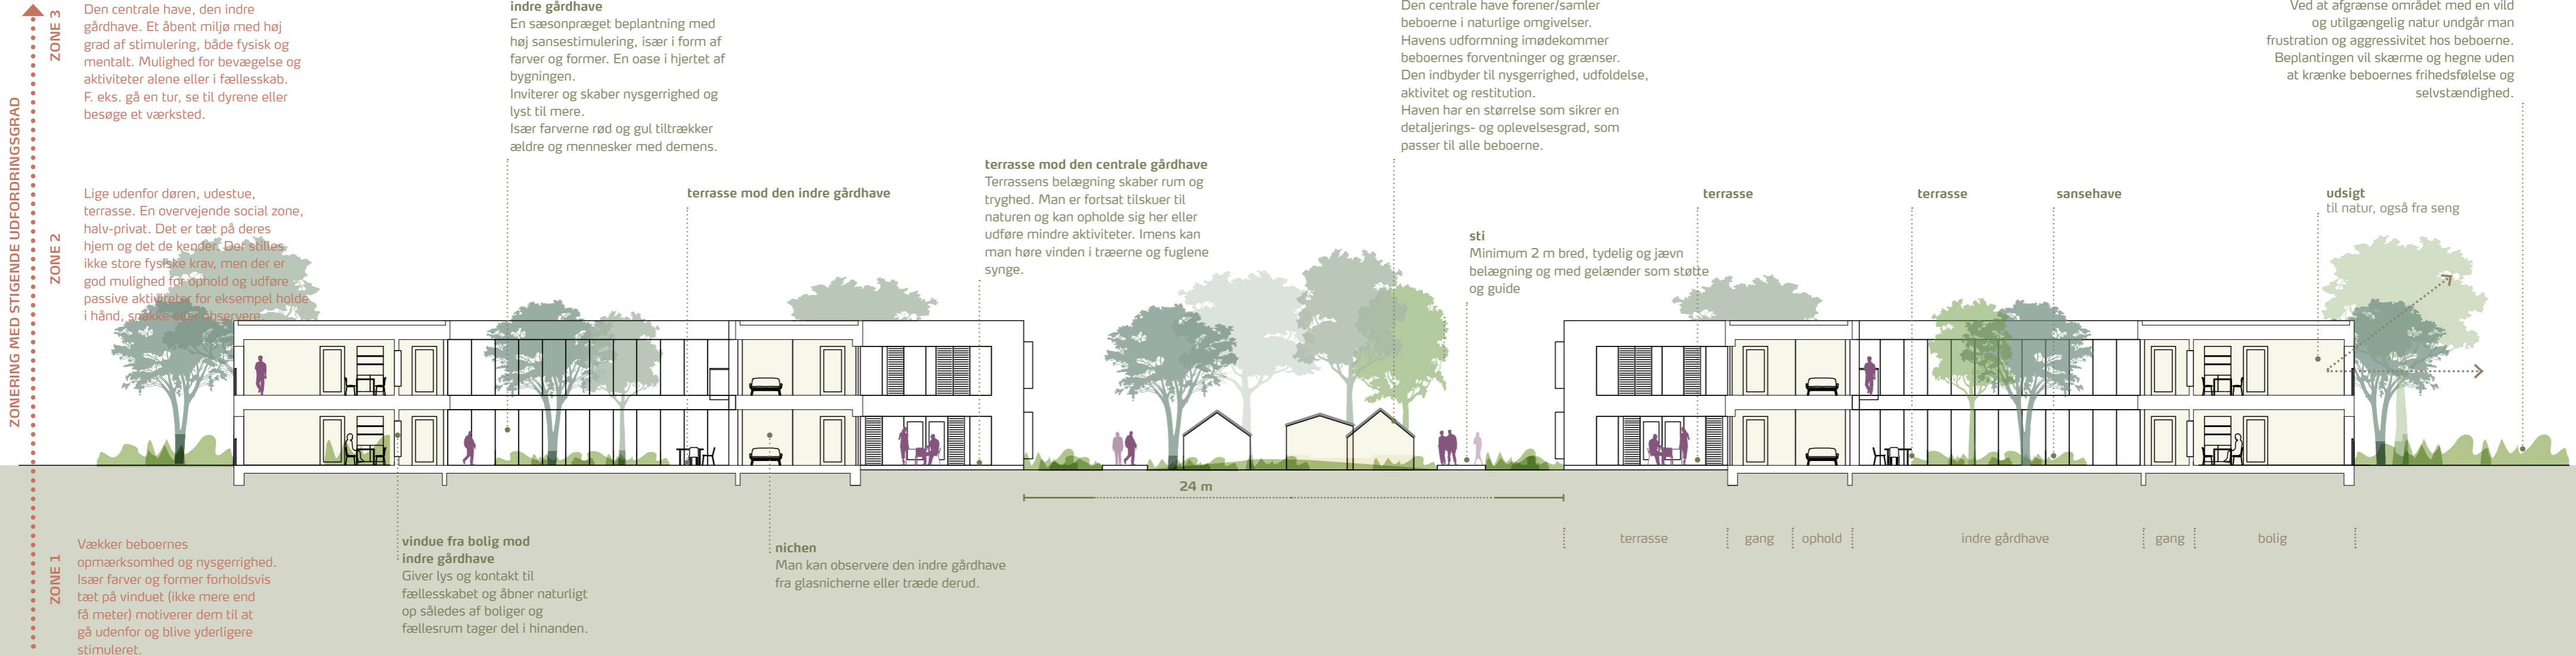 ZONERING MED STIGENDE UDFORDRINGSGRAD
ZONE 3
Den centrale have, den indre
gårdhave. Et åbent miljø med høj
grad af stimulering, både fysisk og
mentalt. Mulighed for bevægelse og
aktiviteter alene eller i fællesskab.
F. eks. gå en tur, se til dyrene eller
besøge et værksted.
ZONE 2
Lige udenfor døren, udestue,
terrasse. En overvejende social zone,
halv-privat. Det er tæt på deres
hjem og det de kender. Der stilles
ikke store fysiske krav, men der er
god mulighed for ophold og udføre
passive aktiviteter for eksempel holde
i hånd, snakke eller observere.
ZONE 1
Vækker beboernes
opmærksomhed og nysgerrighed.
Især farver og former forholdsvis
tæt på vinduet (ikke mere end
få meter) motiverer dem til at
gå udenfor og blive yderligere
stimuleret.
indre gårdhave
En sæsonpræget beplantning med
høj sansestimulering, især i form af
farver og former. En oase i hjertet af
bygningen.
Inviterer og skaber nysgerrighed og
lyst til mere.
Især farverne rød og gul tiltrækker
ældre og mennesker med demens.
terrasse mod den indre gårdhave
terrasse mod den centrale gårdhave
Terrassens belægning skaber rum og
tryghed. Man er fortsat tilskuer til
naturen og kan opholde sig her eller
udføre mindre aktiviteter. Imens kan
man høre vinden i træerne og fuglene
synge.
Den centrale have forener/samler
beboerne i naturlige omgivelser.
Havens udformning imødekommer
beboernes forventninger og grænser.
Den indbyder til nysgerrighed, udfoldelse,
aktivitet og restitution.
Haven har en størrelse som sikrer en
detaljerings- og oplevelsesgrad, som
passer til alle beboerne.
sti
Minimum 2 m bred, tydelig og jævn
belægning og med gelænder som støtte
og guide
terrasse
terrasse
sansehave
udsigt
til natur, også fra seng
Ved at afgrænse området med en vild
og utilgængelig natur undgår man
frustration og aggressivitet hos beboerne.
Beplantingen vil skærme og hegne uden
at krænke beboernes frihedsfølelse og
selvstændighed.
24 m
vindue fra bolig mod
indre gårdhave
Giver lys og kontakt til
fællesskabet og åbner naturligt
op således af boliger og
fællesrum tager del i hinanden.
nichen
Man kan observere den indre gårdhave
fra glasnicherne eller træde derud.
terrasse
gang
ophold
indre gårdhave
gang
bolig